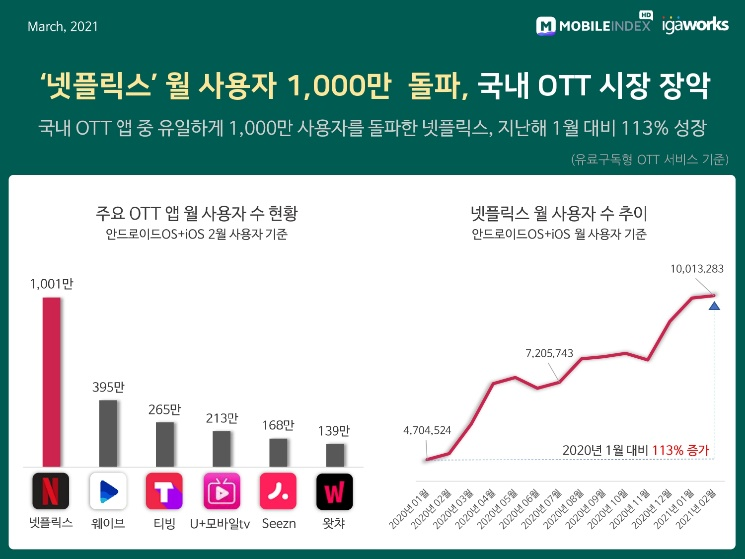 March, 2021
MOBILEINDEX HD
igaworks
‘넷플릭스’ 월 사용자 1,000만 돌파, 국내 OTT 시장 장악
국내 OTT 앱 중 유일하게 1,000만 사용자를 돌파한 넷플릭스, 지난해 1월 대비 113% 성장
(유료구독형 OTT 서비스 기준)
주요 OTT 앱 월 사용자 수 현황
안드로이드OS+iOS 2월 사용자 기준
1,001만
395만
265만
213만
168만
139만
넷플릭스
웨이브
티빙
U+모바일tv
Seezn
왓챠
넷플릭스 월 사용자 수 추이
안드로이드OS+iOS 월 사용자 기준
10,013,283
7,205,743
4,704,524
2020년 1월 대비 113% 증가
2020년 01월
2020년 02월
2020년 03월
2020년 04월
2020년 05월
2020년 06월
2020년 07월
2020년 08월
2020년 09월
2020년 10월
2020년 11월
2020년 12월
2021년 01월
2021년 02월